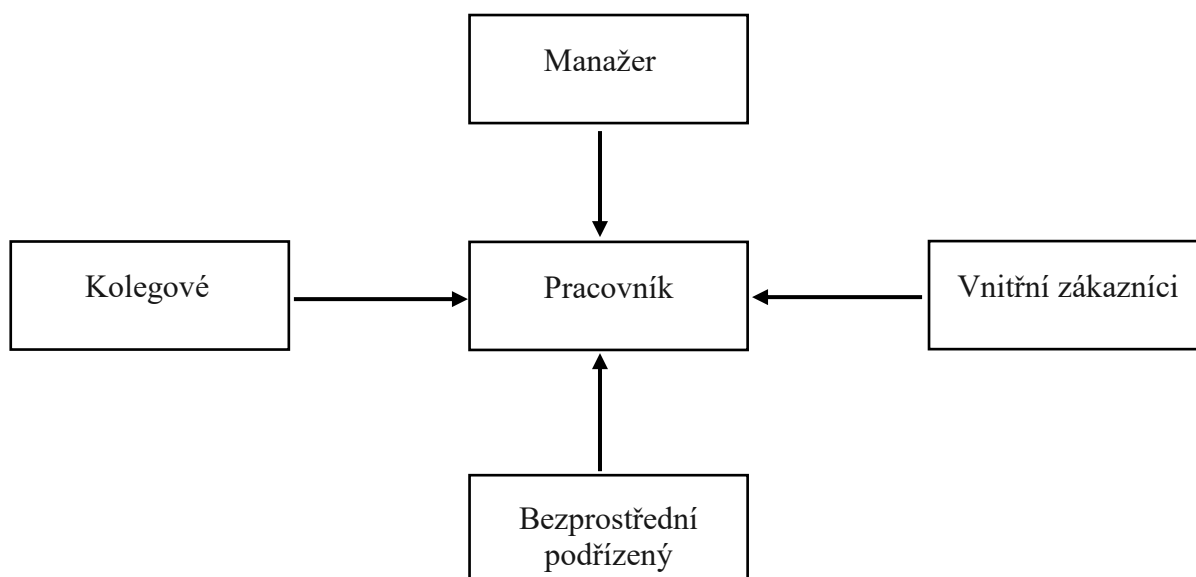 Manažer
Kolegové
Pracovník
Vnitřní zákazníci
Bezprostřední
podřízený